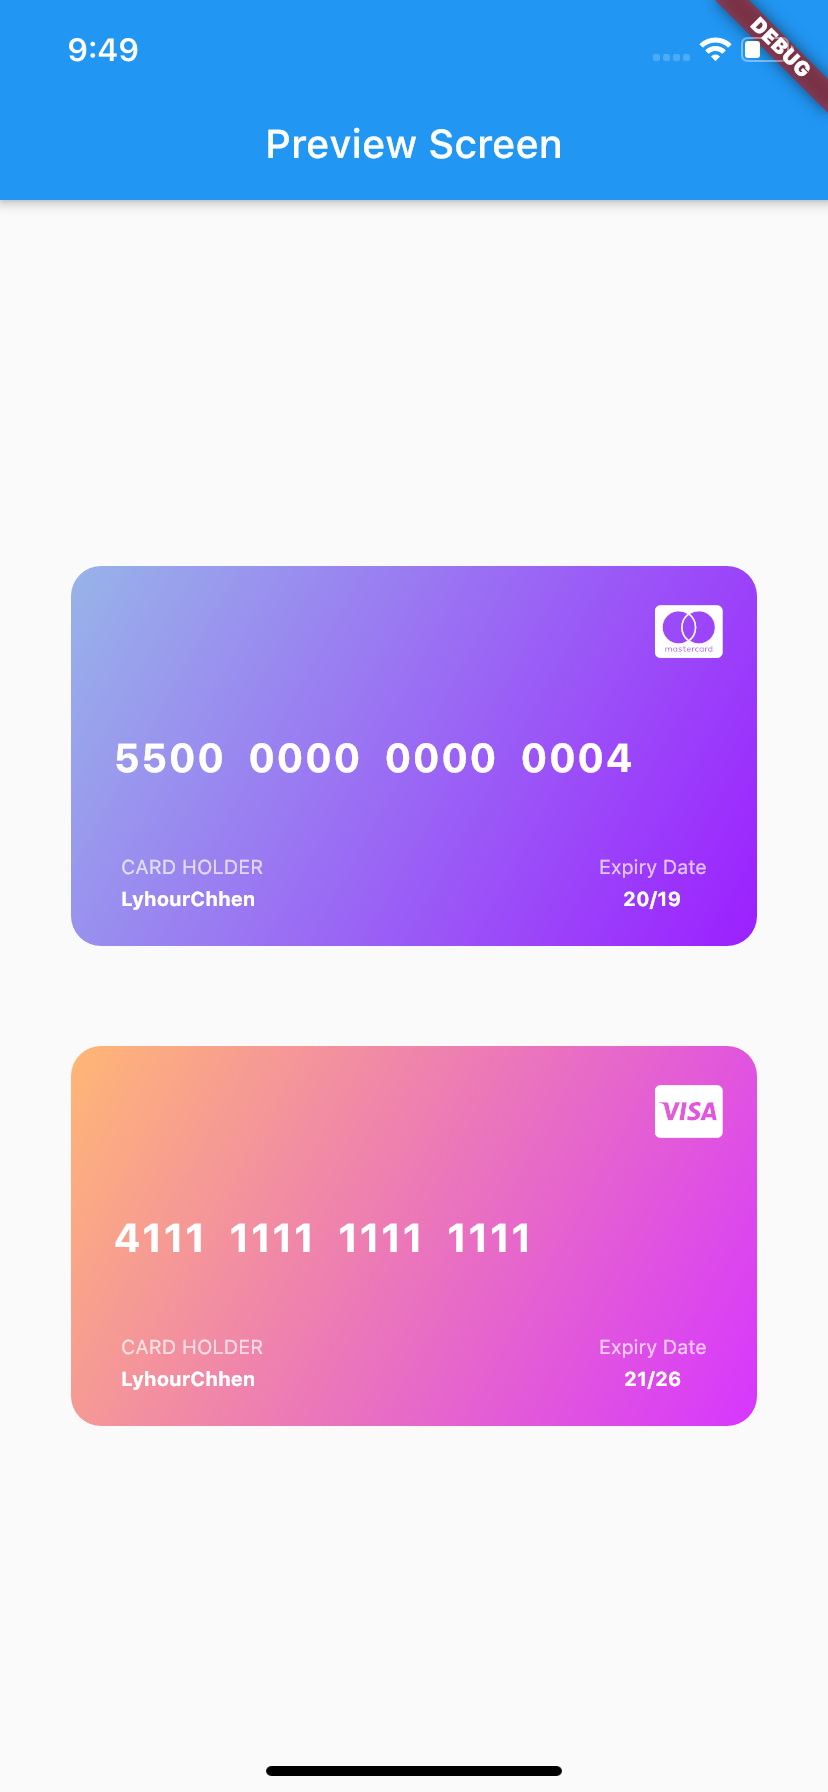 9:49
DEBUG
Preview Screen
mastercard
5500 0000 0000 0004
CARD HOLDER
Expiry Date
LyhourChhen
20/19
VISA
4111 1111 1111 1111
CARD HOLDER
Expiry Date
LyhourChhen
21/26